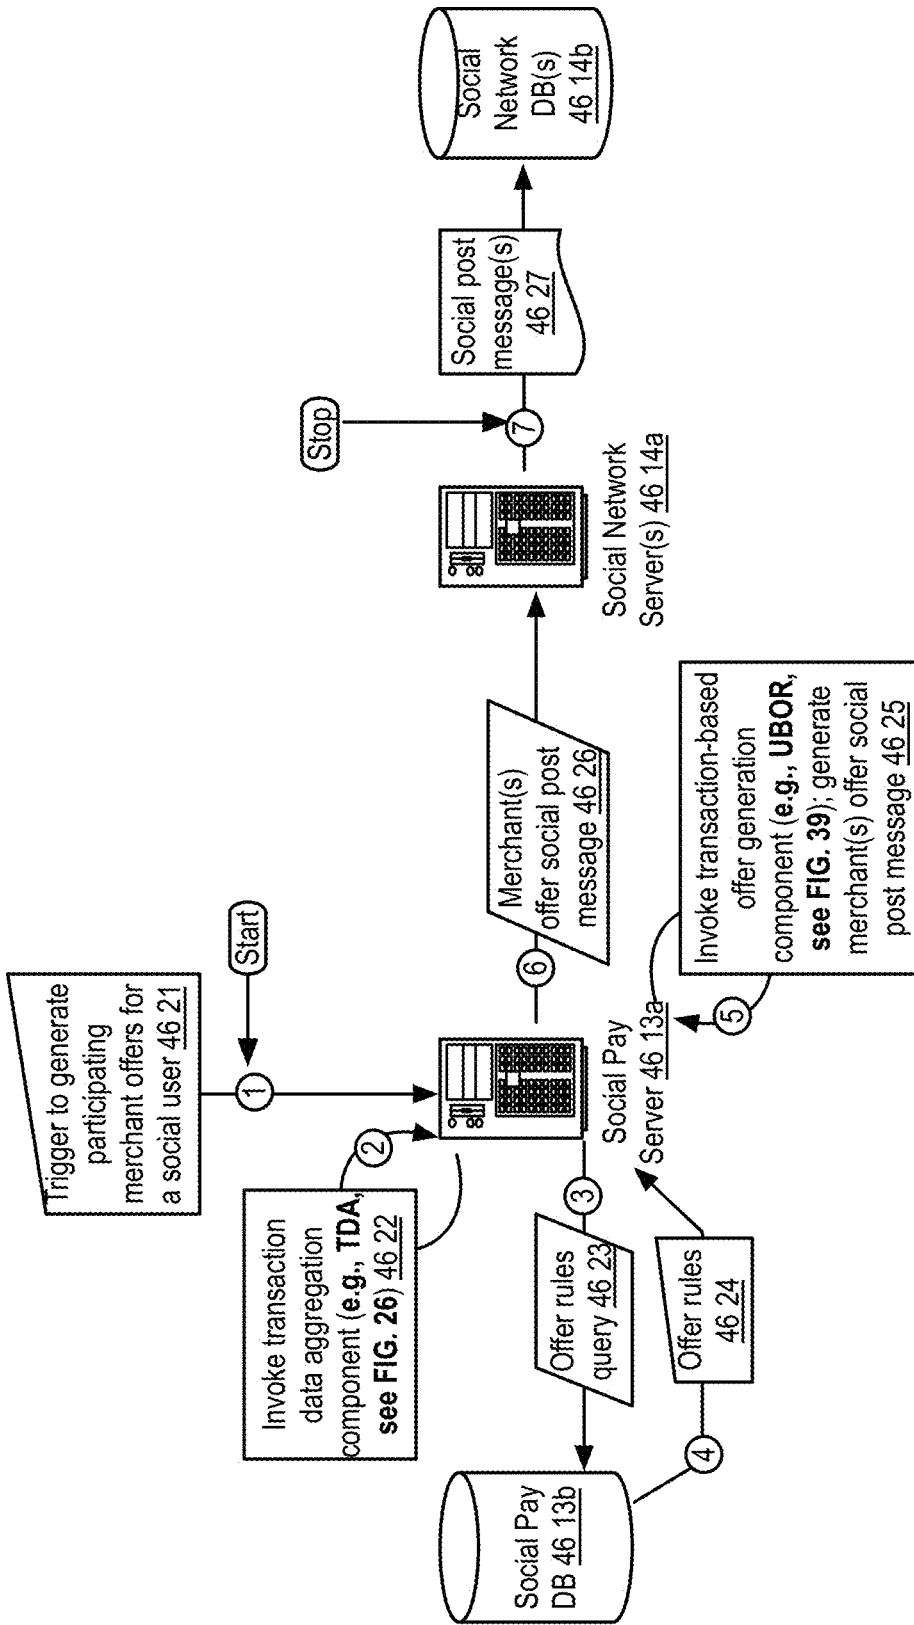 Trigger to generate
participating
merchant offers for
a social user 46 21
Start
1
Invoke transaction
data aggregation
component (e.g., TDA,
see FIG. 26) 46 22
2
Social Pay
DB 46 13b
3
Offer rules
query 46 23
4
Offer rules
46 24
Social Pay
Server 46 13a
5
Invoke transaction-based
offer generation
component (e.g., UBOR,
see FIG. 39); generate
merchant(s) offer social
post message 46 25
6
Merchant(s)
offer social post
message 46 26
Social Network
Server(s) 46 14a
Stop
7
Social post
message(s)
46 27
Social
Network
DB(s)
46 14b